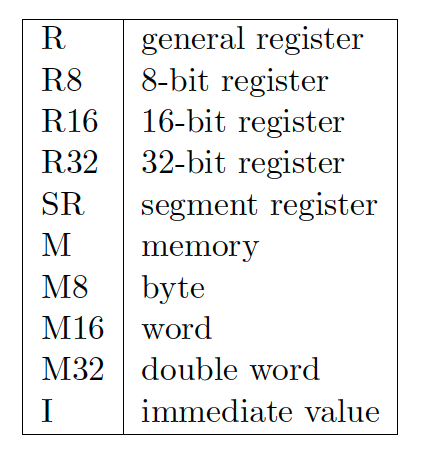 R general register
R8 8-bit register
R16 16-bit register
R32 32-bit register
SR segment register
M memory
M8 byte
M16 word
M32 double word
I immediate value